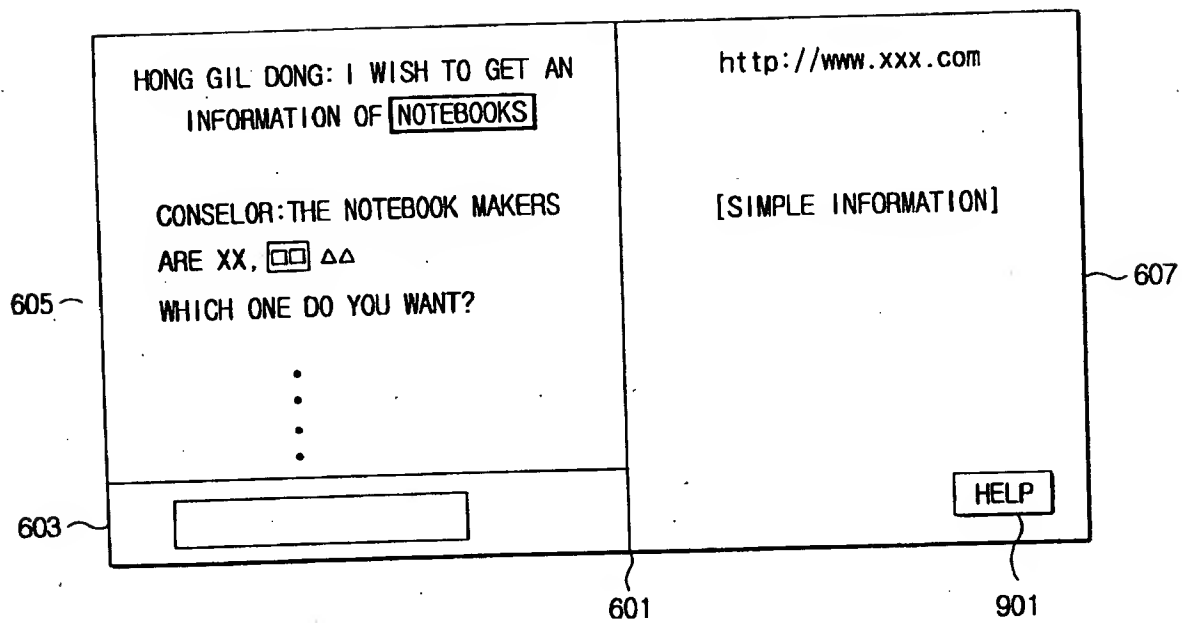 HONG GIL DONG: I WISH TO GET AN
INFORMATION OF NOTEBOOKS
CONSELOR:THE NOTEBOOK MAKERS
ARE XX, □□ △△
WHICH ONE DO YOU WANT?
http://www.xxx.com
[SIMPLE INFORMATION]
HELP
605
603
607
601
901